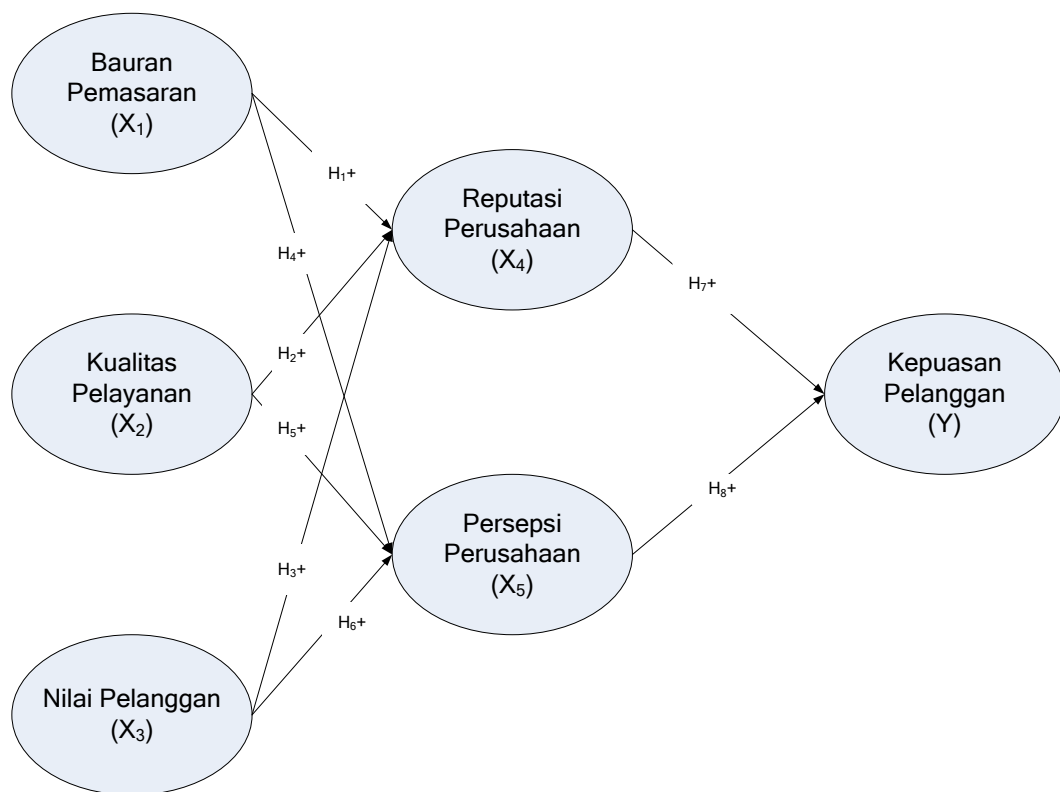 Bauran
Pemasaran
(X₁)
H₁+
Reputasi
Perusahaan
(X₄)
H₄+
H₇+
Kualitas
Pelayanan
(X₂)
H₂+
H₅+
Kepuasan
Pelanggan
(Y)
Persepsi
Perusahaan
(X₅)
H₈+
H₃+
H₆+
Nilai Pelanggan
(X₃)